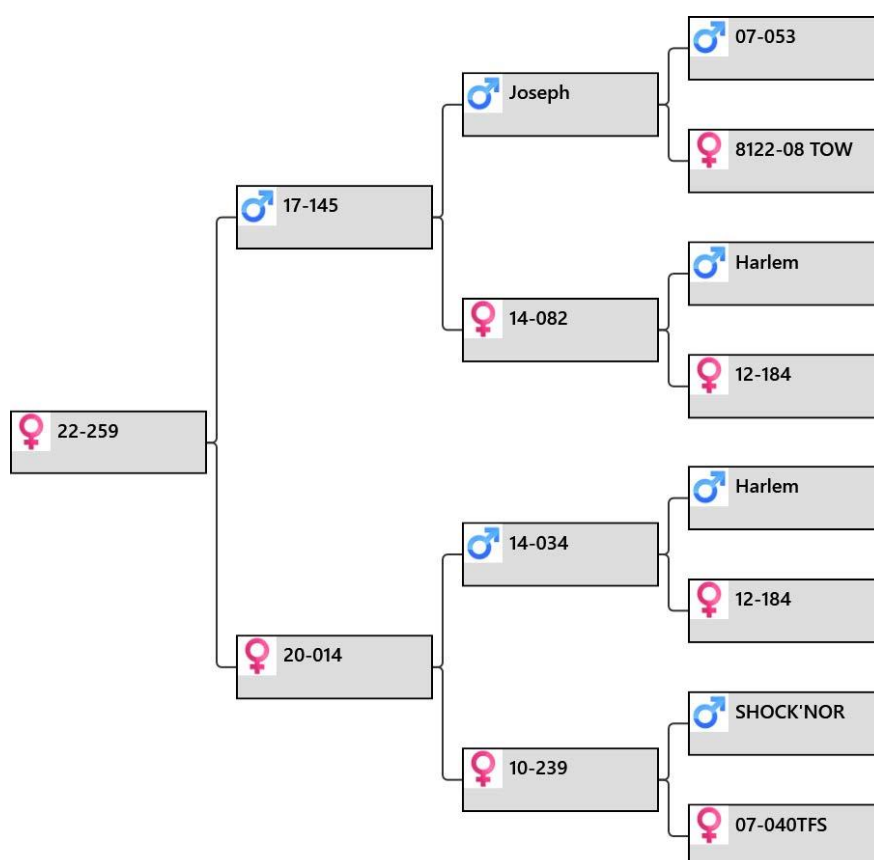 07-053
Joseph
8122-08 TOW
17-145
Harlem
14-082
12-184
22-259
Harlem
14-034
12-184
20-014
SHOCK'NOR
10-239
07-040TFS